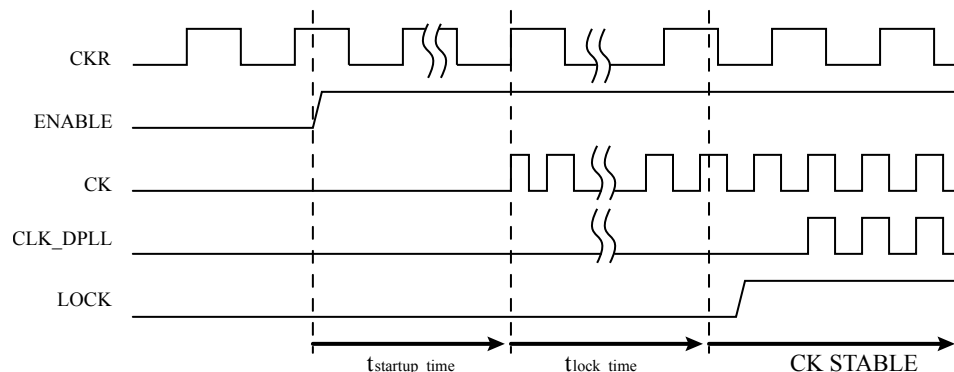 CKR
ENABLE
CK
CLK_DPLL
LOCK
tstartup_time tlock_time CK STABLE